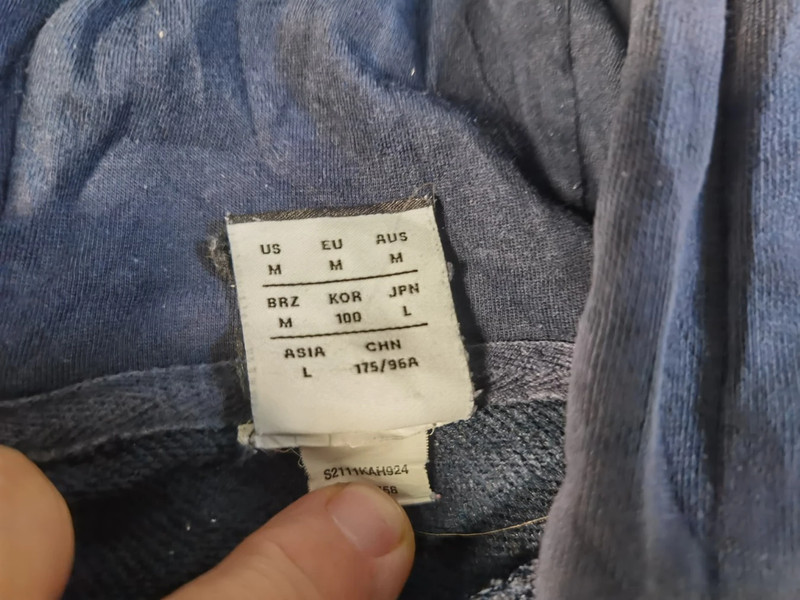 US EU AUS
M M M
BRZ KOR JPN
M 100 L
ASIA CHN
L 175/96A
S2111KAH924